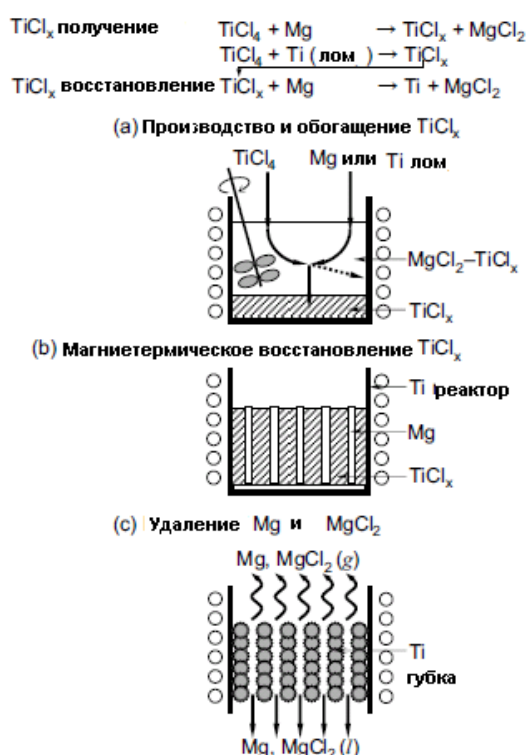 TiClₓ получение TiCl₄ + Mg → TiClₓ + MgCl₂
TiCl₄ + Ti (лом ) → TiClₓ
TiClₓ восстановление TiClₓ + Mg → Ti + MgCl₂
(a) Производство и обогащение TiClₓ
TiCl₄ Mg или Ti лом
MgCl₂–TiClₓ
TiClₓ
(b) Магниетермическое восстановление TiClₓ
Ti реактор
Mg
TiClₓ
(c) Удаление Mg и MgCl₂
Mg, MgCl₂ (g)
Ti
губка
Mg, MgCl₂ (l)